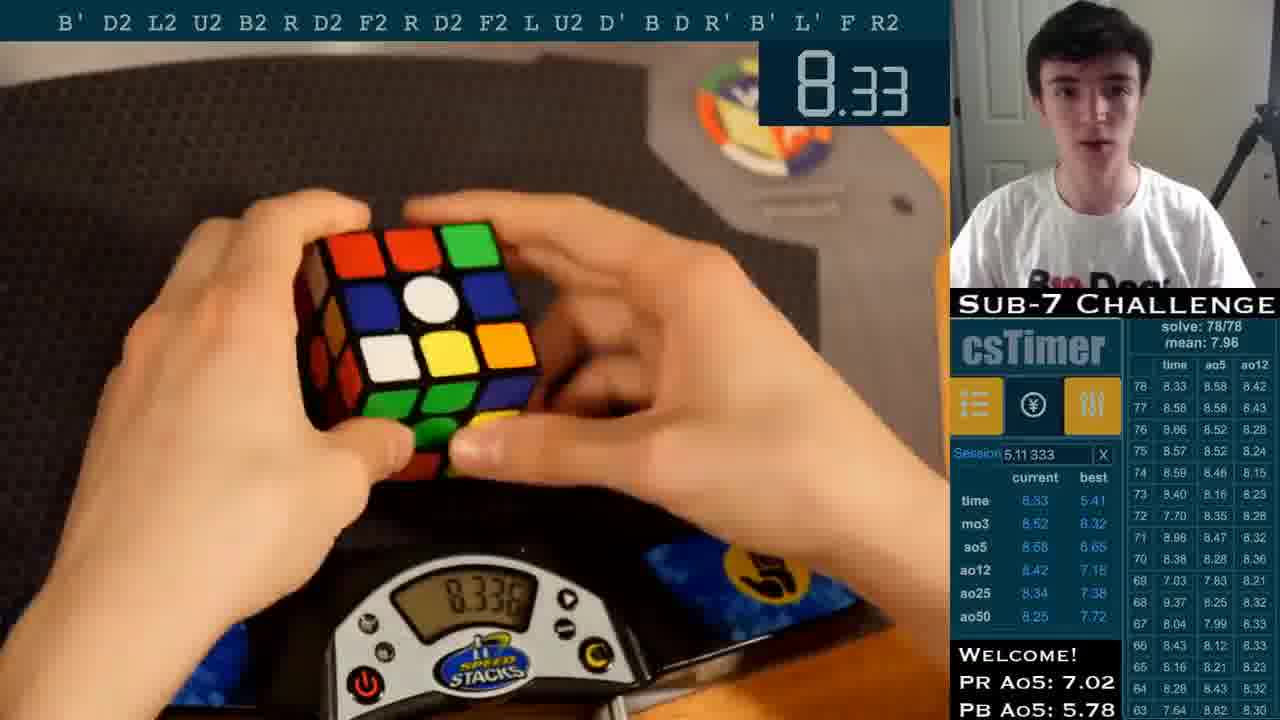 B' D2 L2 U2 B2 R D2 F2 R D2 F2 L U2 D' B D R' B' L' F R2
8.33
8.336
SPEED
STACKS
SUB-7 CHALLENGE
csTimer
Session 5.11 333 X
current best
time 8.33 5.41
mo3 8.52 8.32
ao5 8.58 6.65
ao12 8.42 7.18
ao25 8.34 7.38
ao50 8.25 7.72
solve: 78/78
mean: 7.96
time ao5 ao12
78 8.33 8.58 8.42
77 8.58 8.58 8.43
76 8.66 8.52 8.28
75 8.57 8.52 8.24
74 8.59 8.46 8.15
73 8.40 8.16 8.23
72 7.70 8.35 8.28
71 8.98 8.47 8.32
70 8.38 8.28 8.36
69 7.03 7.83 8.21
68 9.37 8.25 8.32
67 8.04 7.99 8.33
66 8.43 8.12 8.33
65 8.16 8.21 8.23
64 8.28 8.43 8.32
63 7.64 8.82 8.30
WELCOME!
PR AO5: 7.02
PB AO5: 5.78